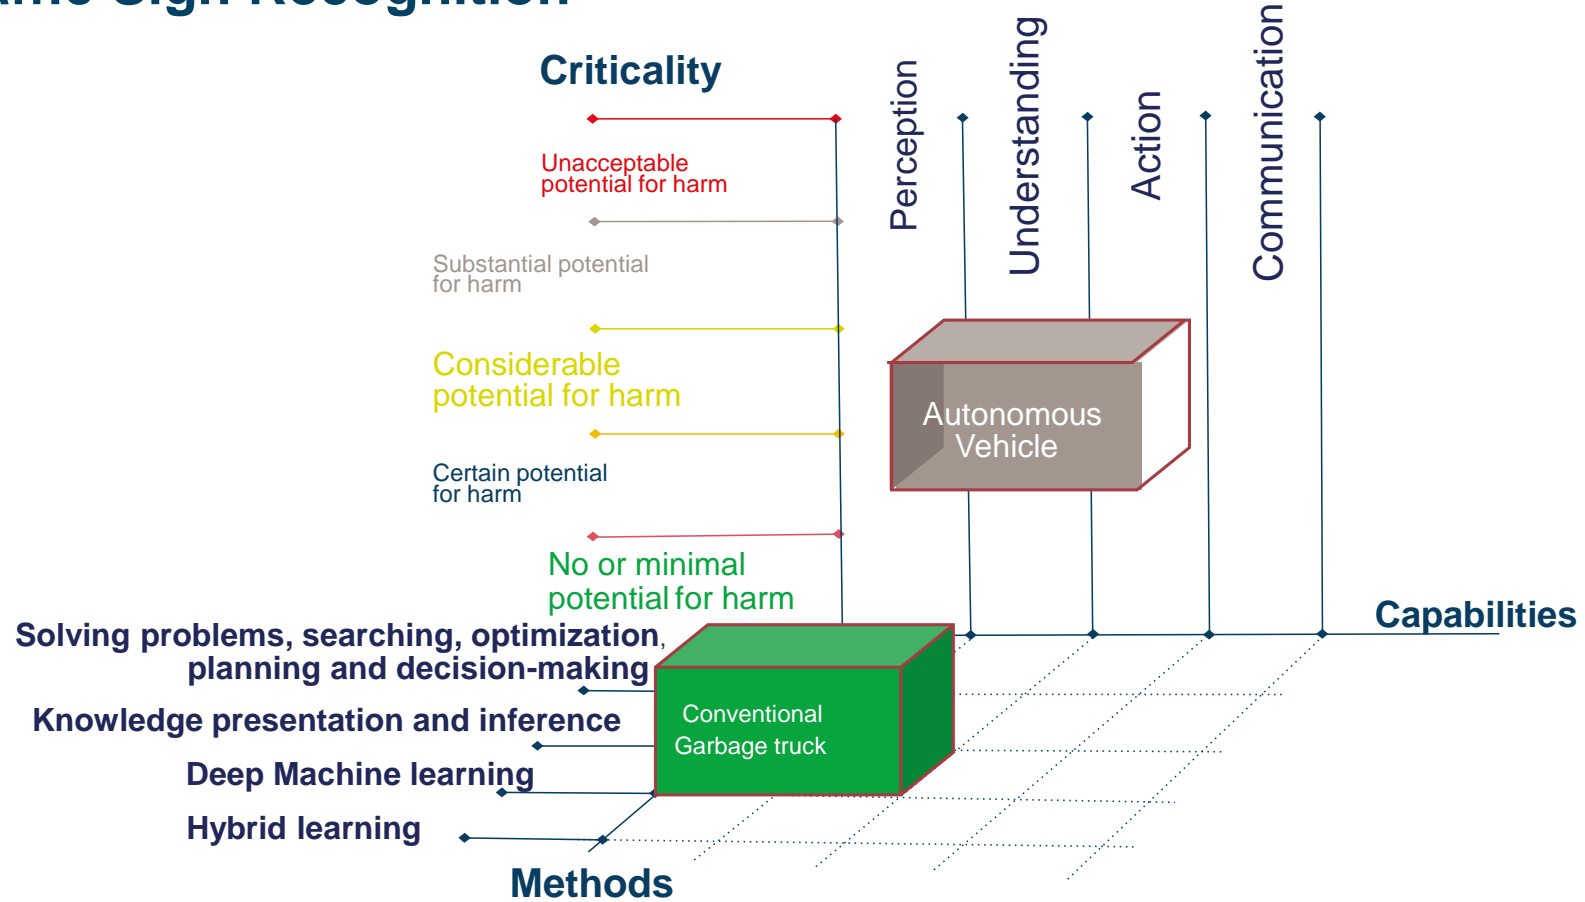 Sign Recognition
Criticality
Perception
Understanding
Action
Communication
Unacceptable
potential for harm
Substantial potential
for harm
Considerable
potential for harm
Autonomous
Vehicle
Certain potential
for harm
No or minimal
potential for harm
Capabilities
Solving problems, searching, optimization,
planning and decision-making
Conventional
Garbage truck
Knowledge presentation and inference
Deep Machine learning
Hybrid learning
Methods